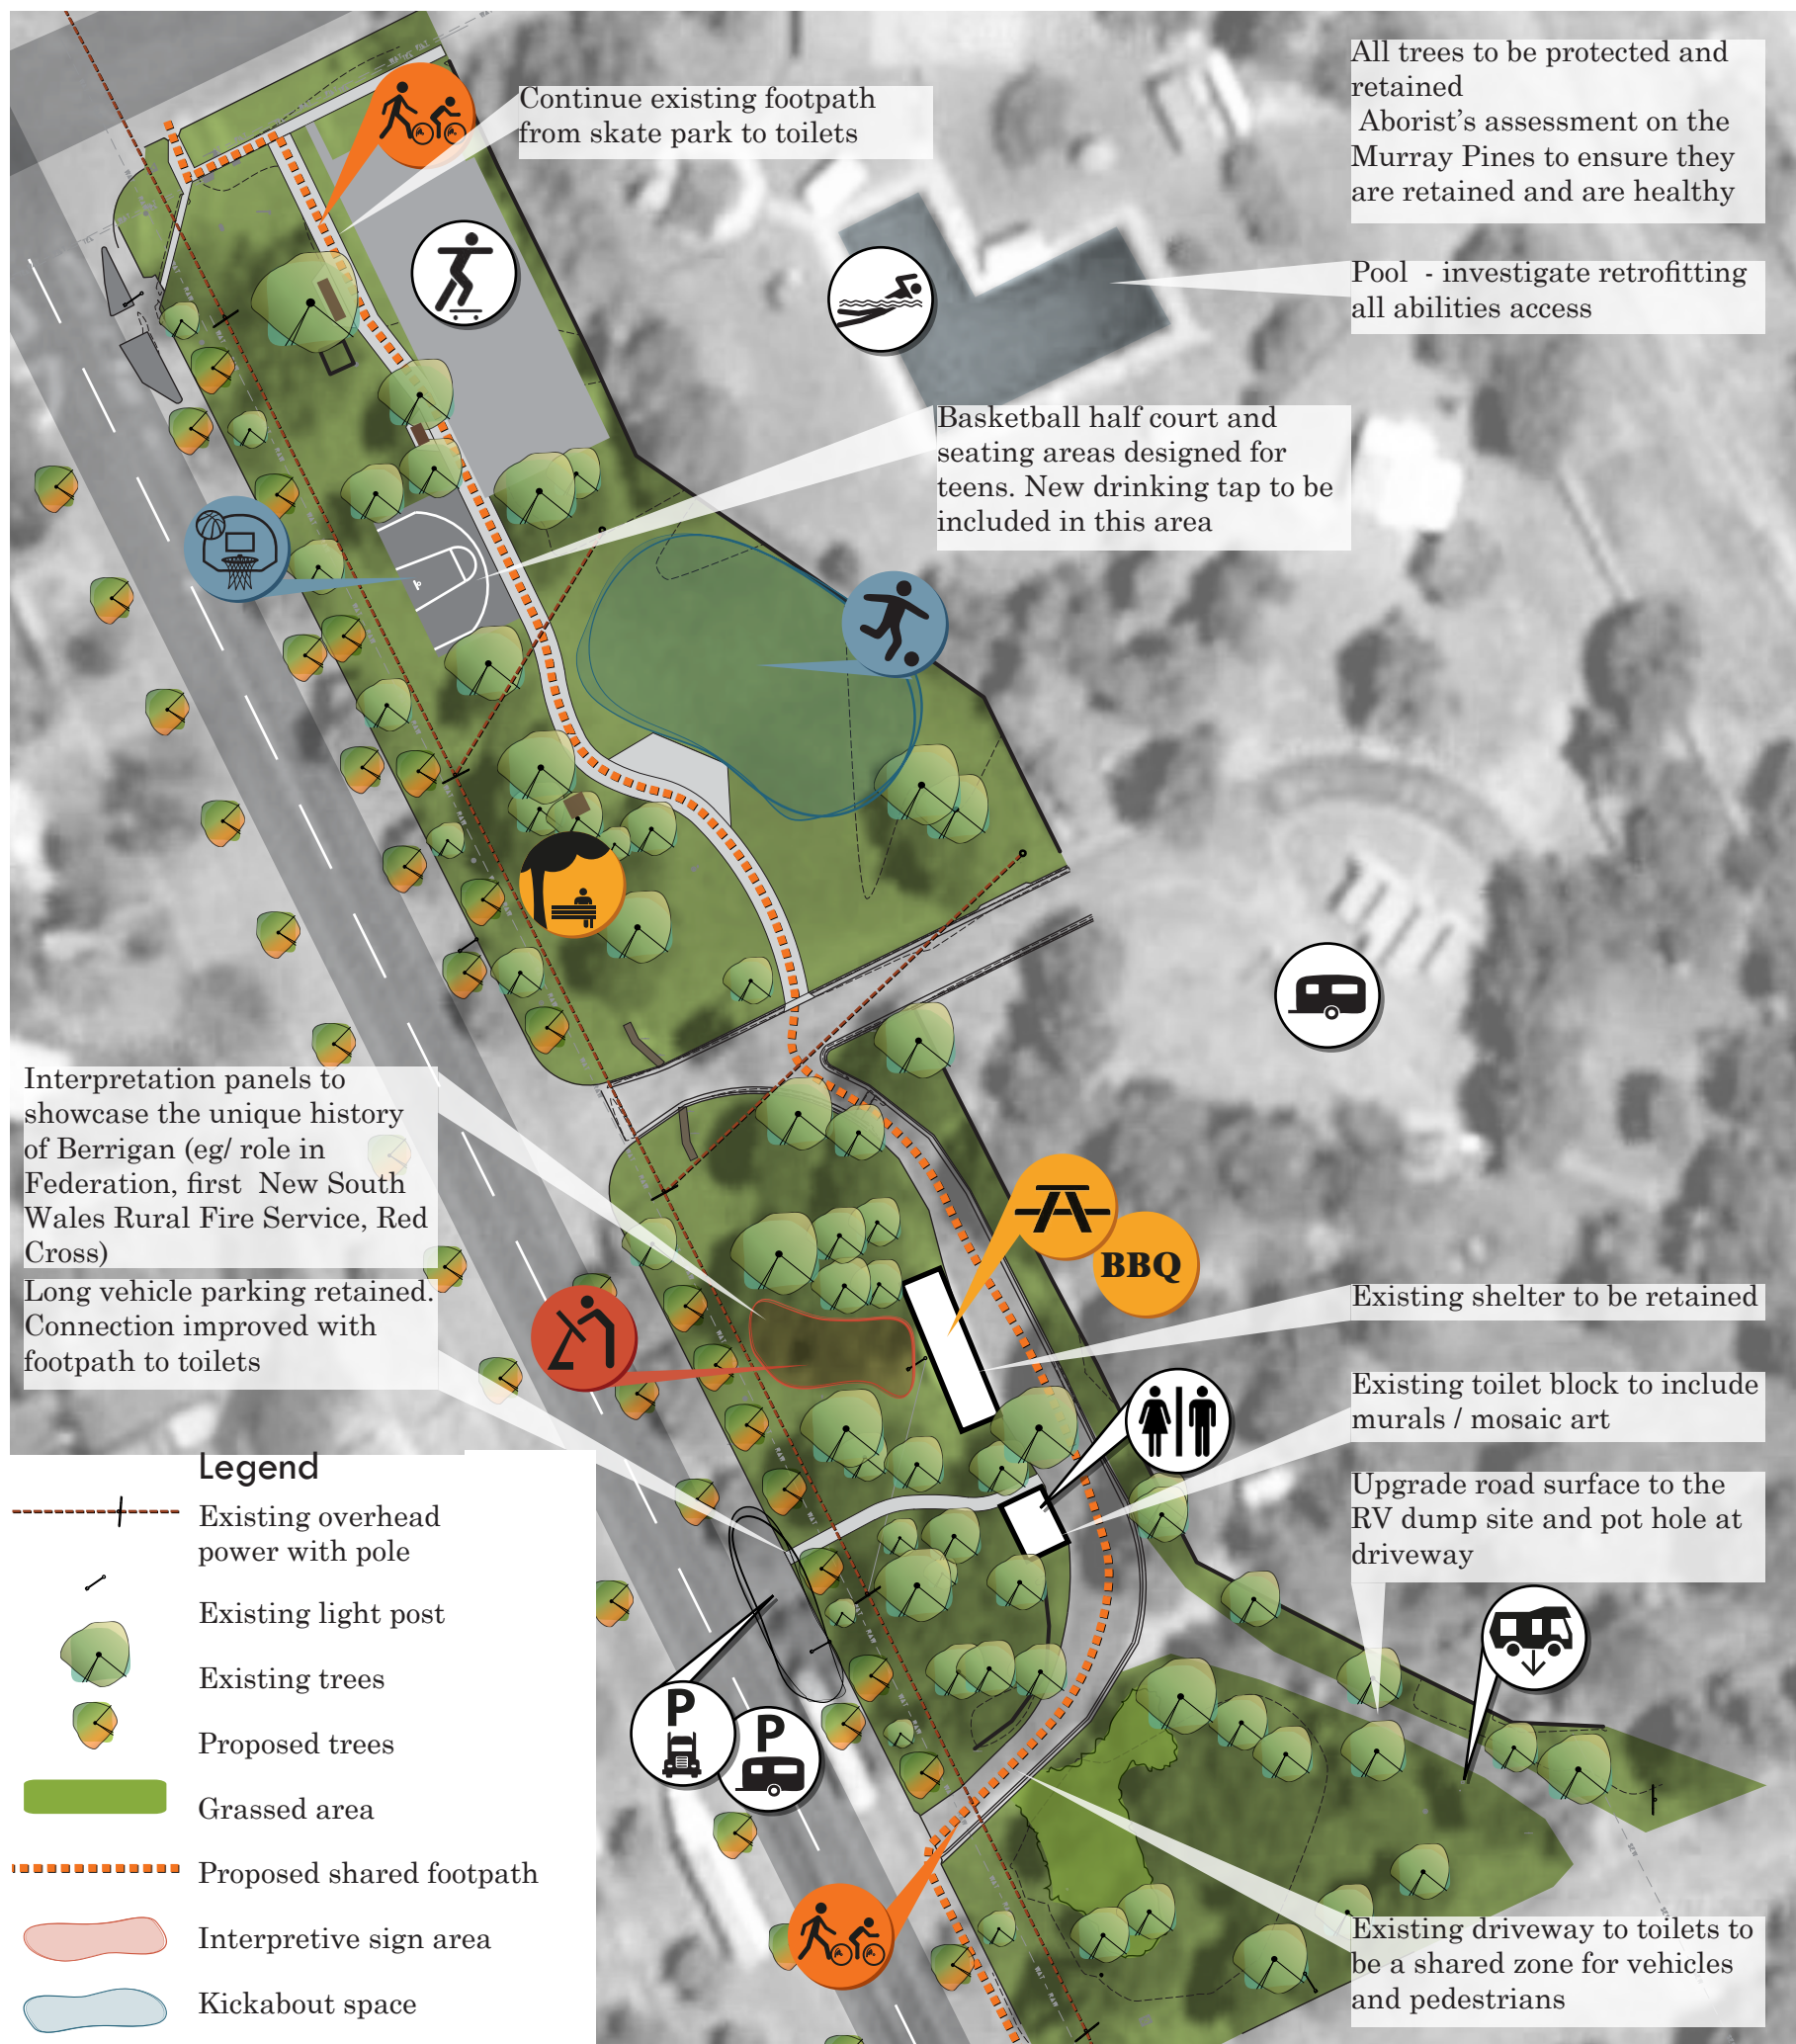 Continue existing footpath
from skate park to toilets
All trees to be protected and
retained
Aborist's assessment on the
Murray Pines to ensure they
are retained and are healthy
Pool - investigate retrofitting
all abilities access
Basketball half court and
seating areas designed for
teens. New drinking tap to be
included in this area
Interpretation panels to
showcase the unique history
of Berrigan (eg/ role in
Federation, first New South
Wales Rural Fire Service, Red
Cross)
Long vehicle parking retained.
Connection improved with
footpath to toilets
BBQ
Existing shelter to be retained
Existing toilet block to include
murals / mosaic art
Upgrade road surface to the
RV dump site and pot hole at
driveway
P
P
Existing driveway to toilets to
be a shared zone for vehicles
and pedestrians
Legend
Existing overhead
power with pole
Existing light post
Existing trees
Proposed trees
Grassed area
Proposed shared footpath
Interpretive sign area
Kickabout space